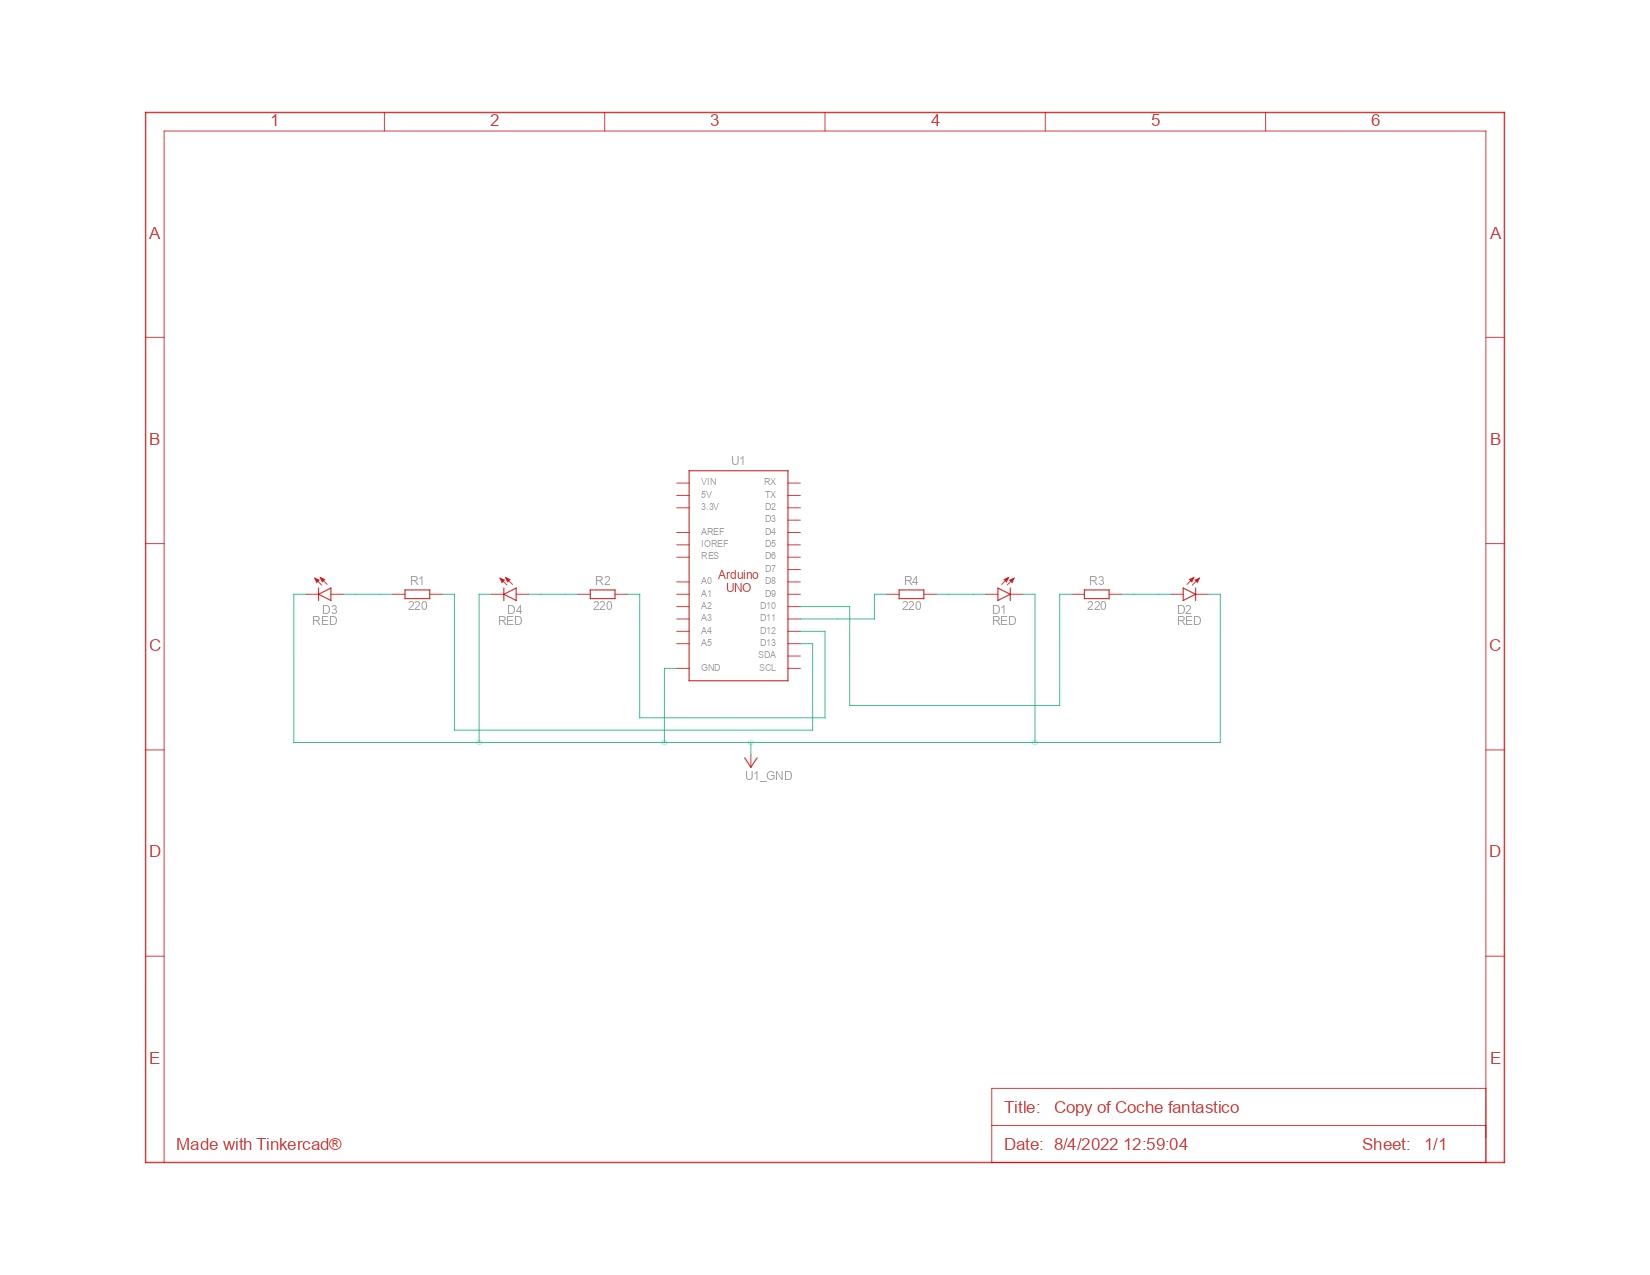 1 2 3 4 5 6
A A
B B
U1
VIN RX
5V TX
3.3V D2
D3
AREF D4
IOREF D5
RES D6
D7
Arduino
UNO
A0 D8
A1 D9
A2 D10
A3 D11
A4 D12
A5 D13
SDA
GND SCL
R1
220
D3
RED
R2
220
D4
RED
R4
220
D1
RED
R3
220
D2
RED
C C
U1_GND
D D
E E
Title: Copy of Coche fantastico
Made with Tinkercad®
Date: 8/4/2022 12:59:04 Sheet: 1/1